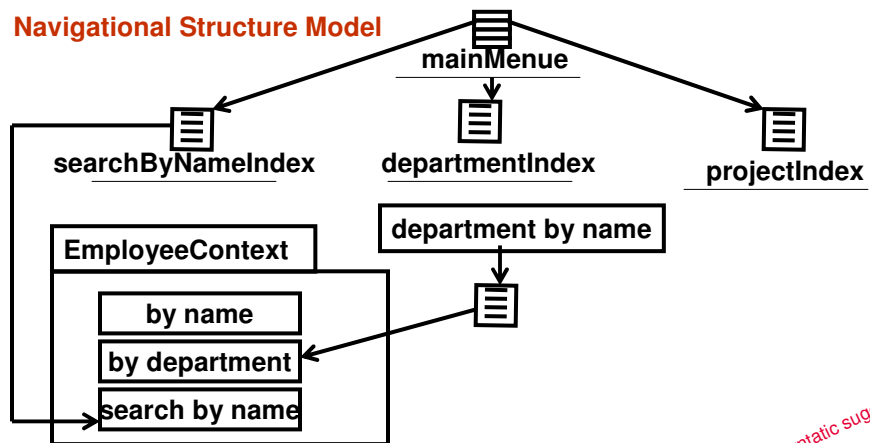 Navigational Structure Model
mainMenue
searchByNameIndex
departmentIndex
projectIndex
department by name
EmployeeContext
by name
by department
search by name